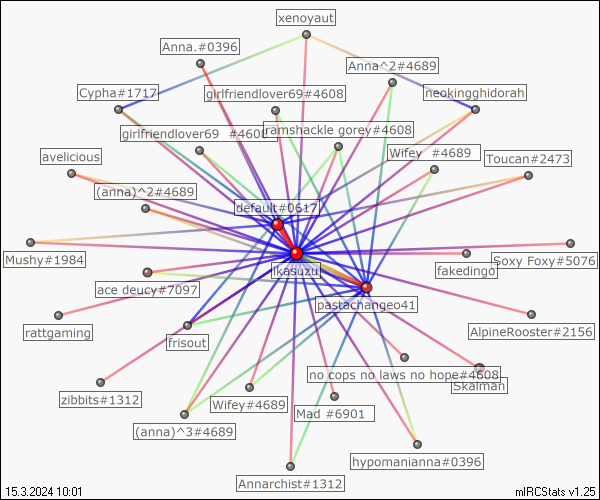 xenoyaut
Anna.#0396
Anna^2#4689
Cypha#1717
girlfriendlover69#4608
neokingghidorah
girlfriendlover69 #4608
ramshackle gorey#4608
avelicious
Wifey #4689
Toucan#2473
(anna)^2#4689
default#0617
Mushy#1984
ikasuzui
fakedingo
Soxy Foxy#5076
ace deucy#7097
pastachangeo41
rattgaming
frisout
AlpineRooster#2156
no cops no laws no hope#4608
Skalman
zibbits#1312
Wifey#4689
Mad #6901
(anna)^3#4689
hypomanianna#0396
Annarchist#1312
15.3.2024 10:01
mIRCStats v1.25